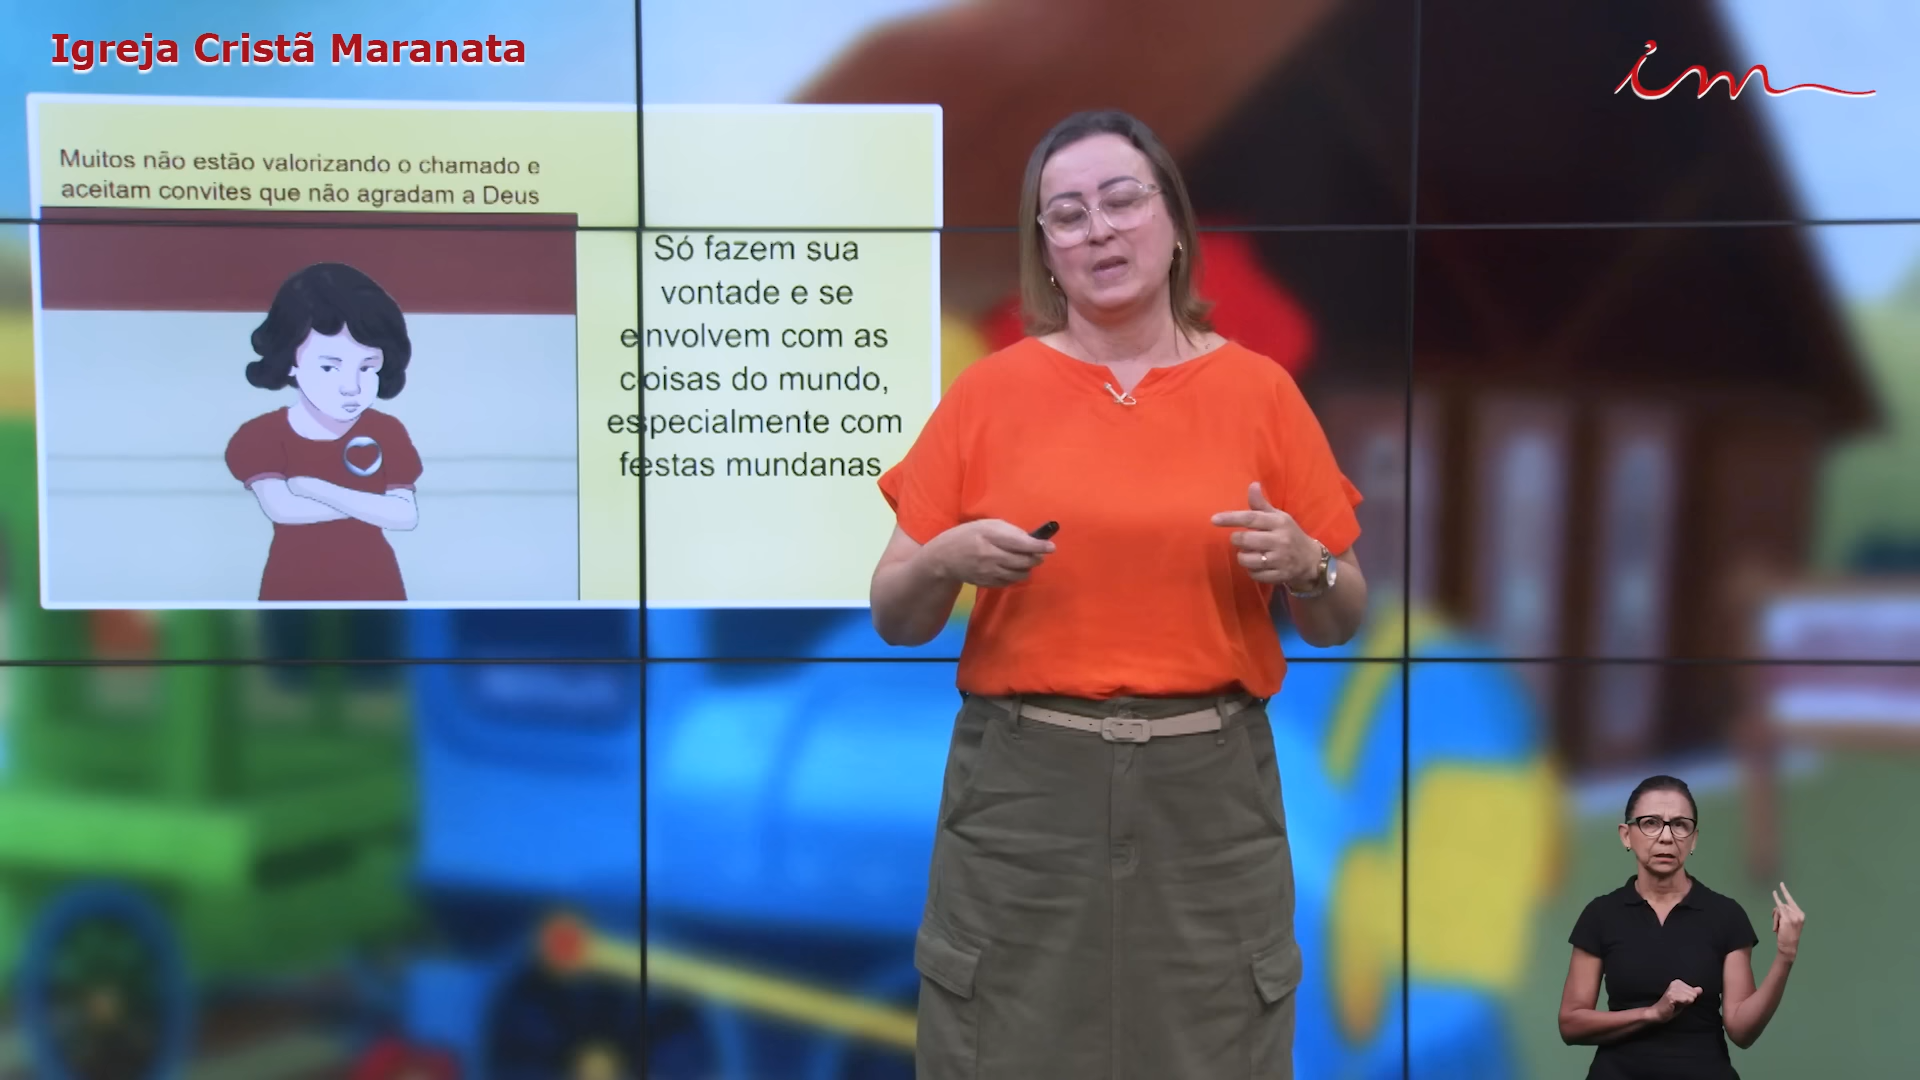 Igreja Cristã Maranata
im
Muitos não estão valorizando o chamado e
aceitam convites que não agradam a Deus
Só fazem sua
vontade e se
envolvem com as
coisas do mundo,
especialmente com
festas mundanas